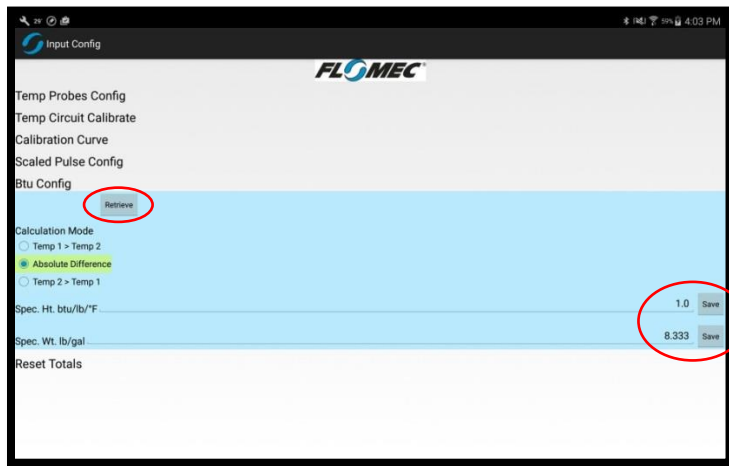 29° 59% 4:03 PM
Input Config
FLOMEC
Temp Probes Config
Temp Circuit Calibrate
Calibration Curve
Scaled Pulse Config
Btu Config
Retrieve
Calculation Mode
Temp 1 > Temp 2
Absolute Difference
Temp 2 > Temp 1
Spec. Ht. btu/lb/°F 1.0 Save
Spec. Wt. lb/gal 8.333 Save
Reset Totals